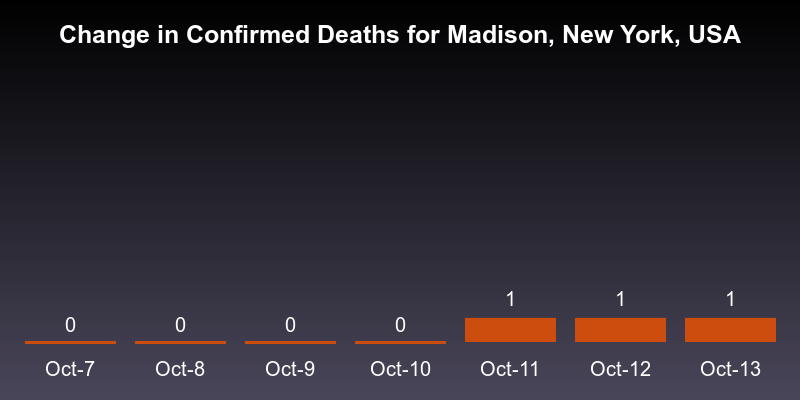 Change in Confirmed Deaths for Madison, New York, USA
0 0 0 0 1 1 1
Oct-7 Oct-8 Oct-9 Oct-10 Oct-11 Oct-12 Oct-13